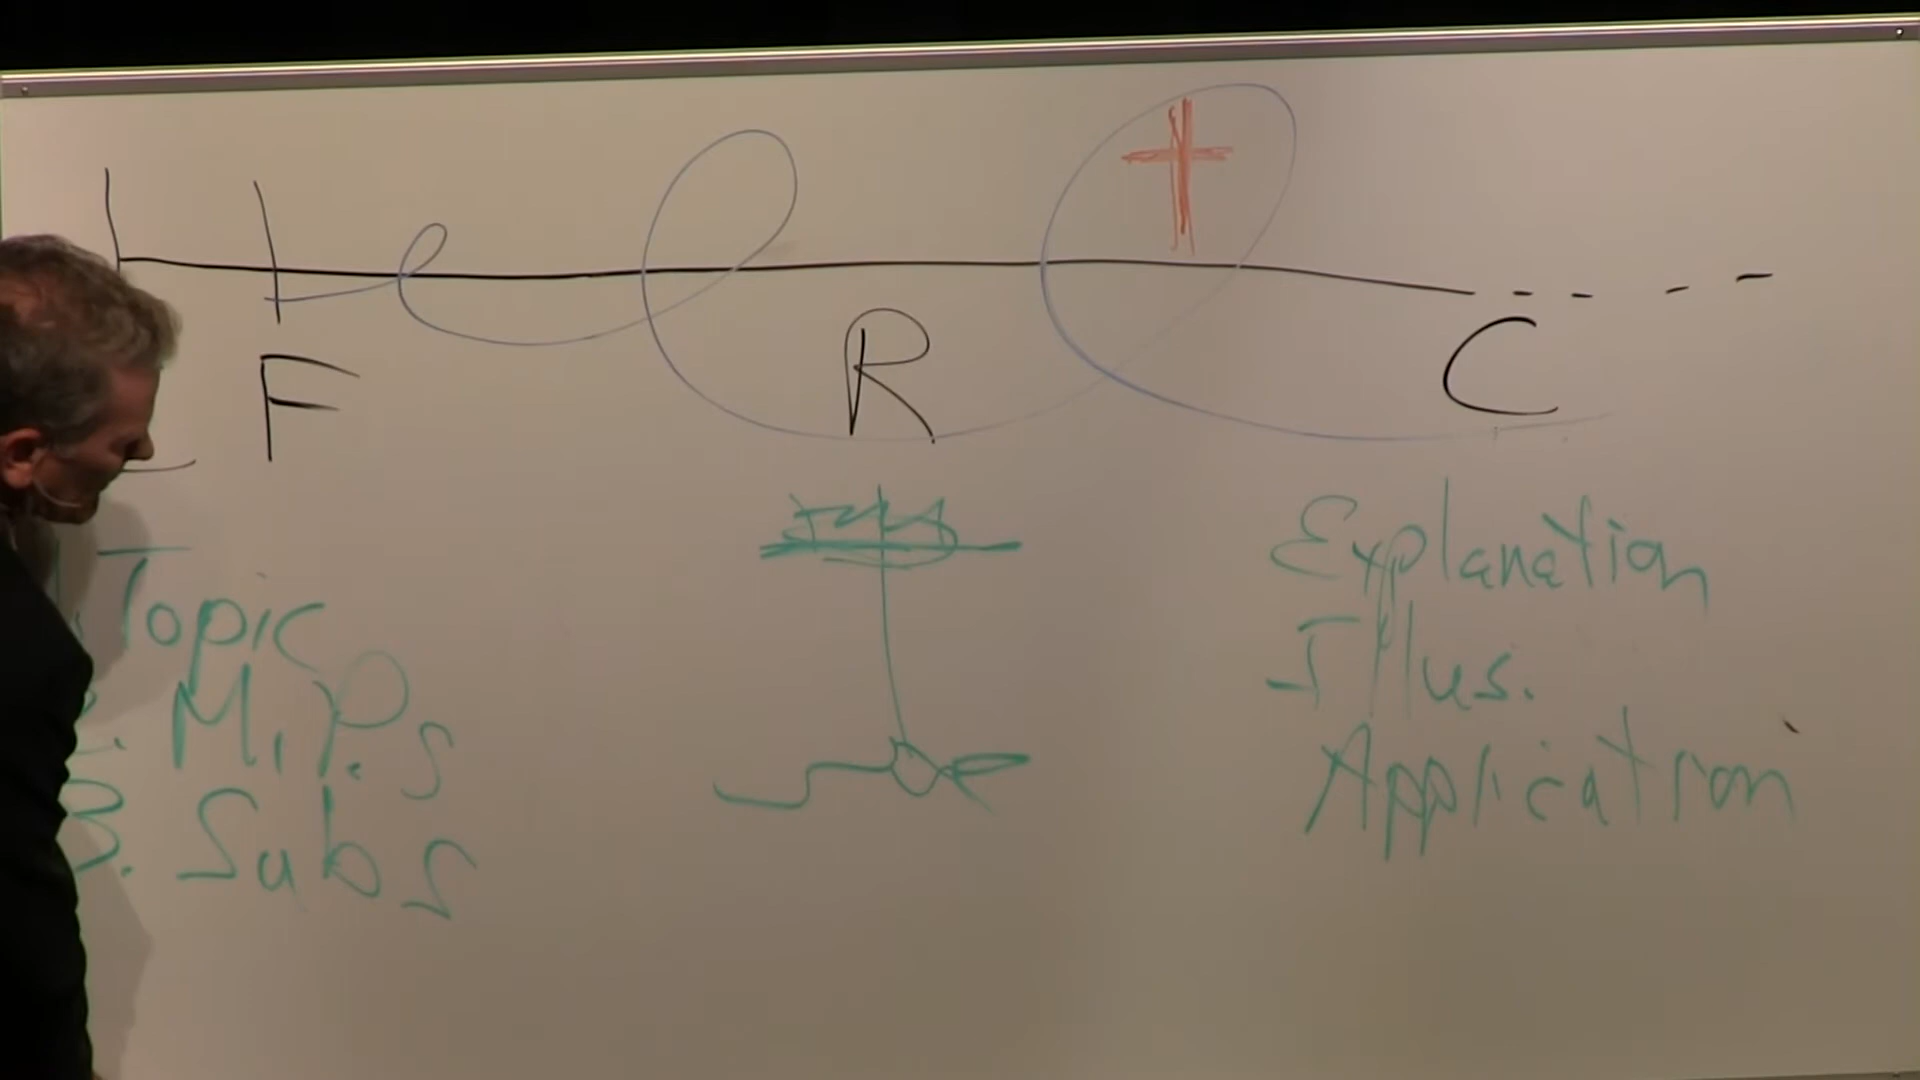 F R C
Topic
M.P.s
3. Subs
Explanation
Illus.
Application